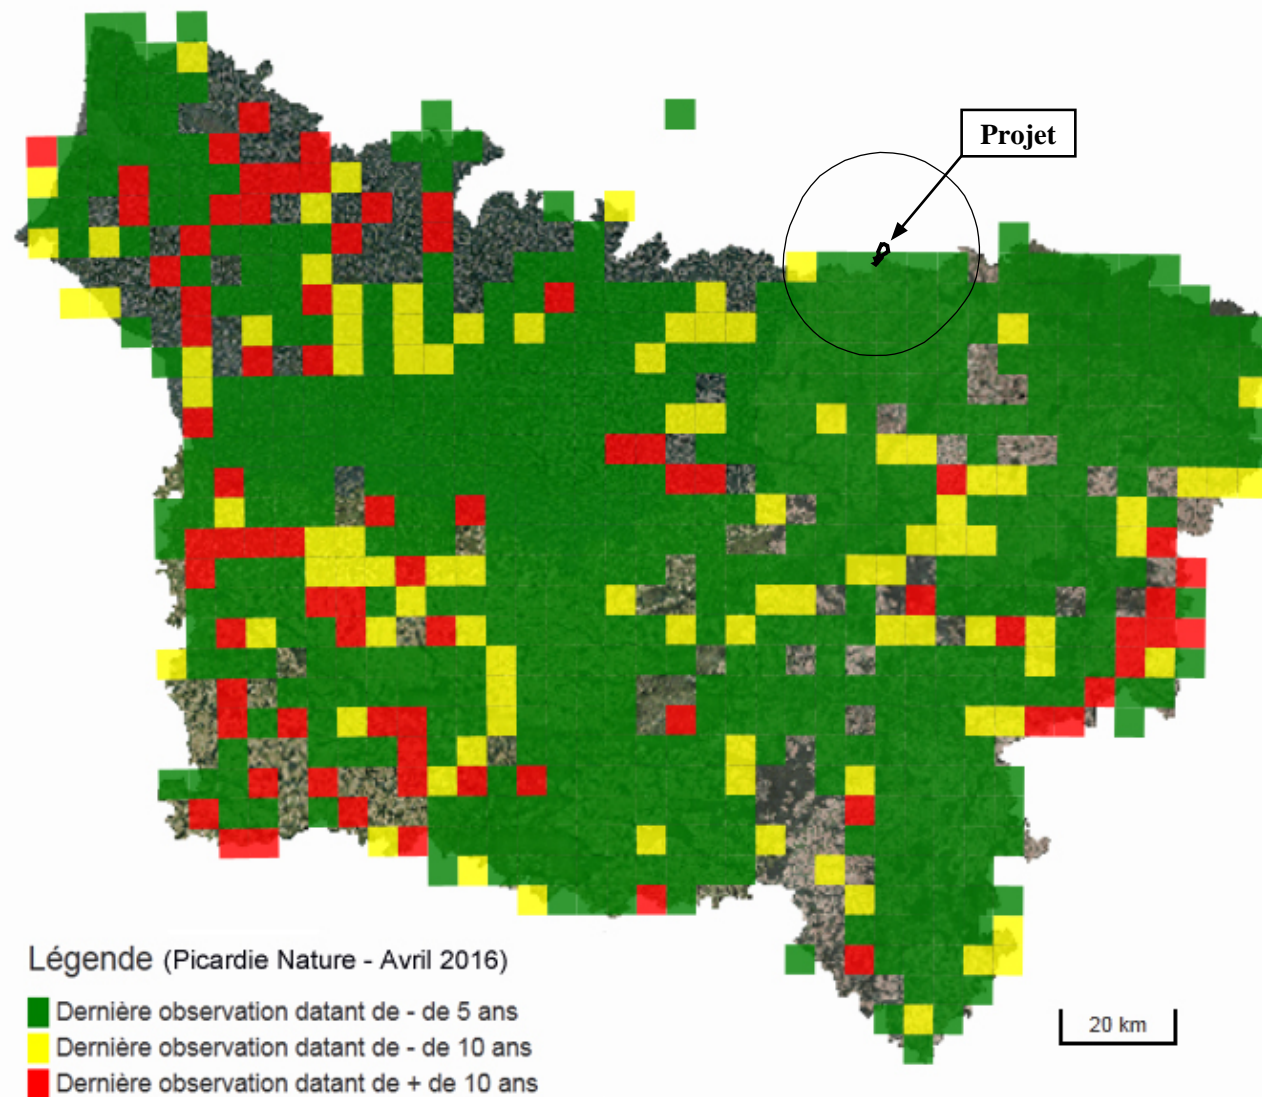 Projet
Légende (Picardie Nature - Avril 2016)
Dernière observation datant de - de 5 ans
Dernière observation datant de - de 10 ans
Dernière observation datant de + de 10 ans
20 km